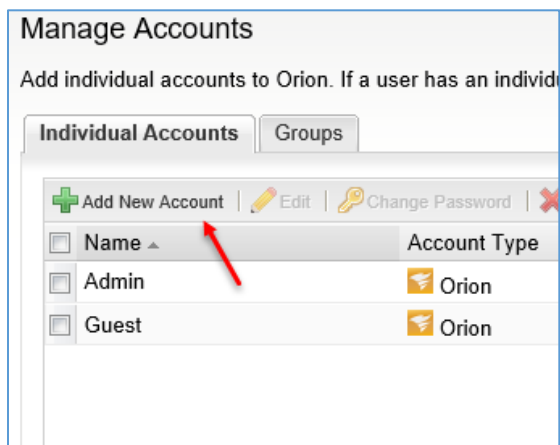 Manage Accounts
Add individual accounts to Orion. If a user has an individu
Individual Accounts Groups
Add New Account | Edit | Change Password |
Name Account Type
Admin Orion
Guest Orion